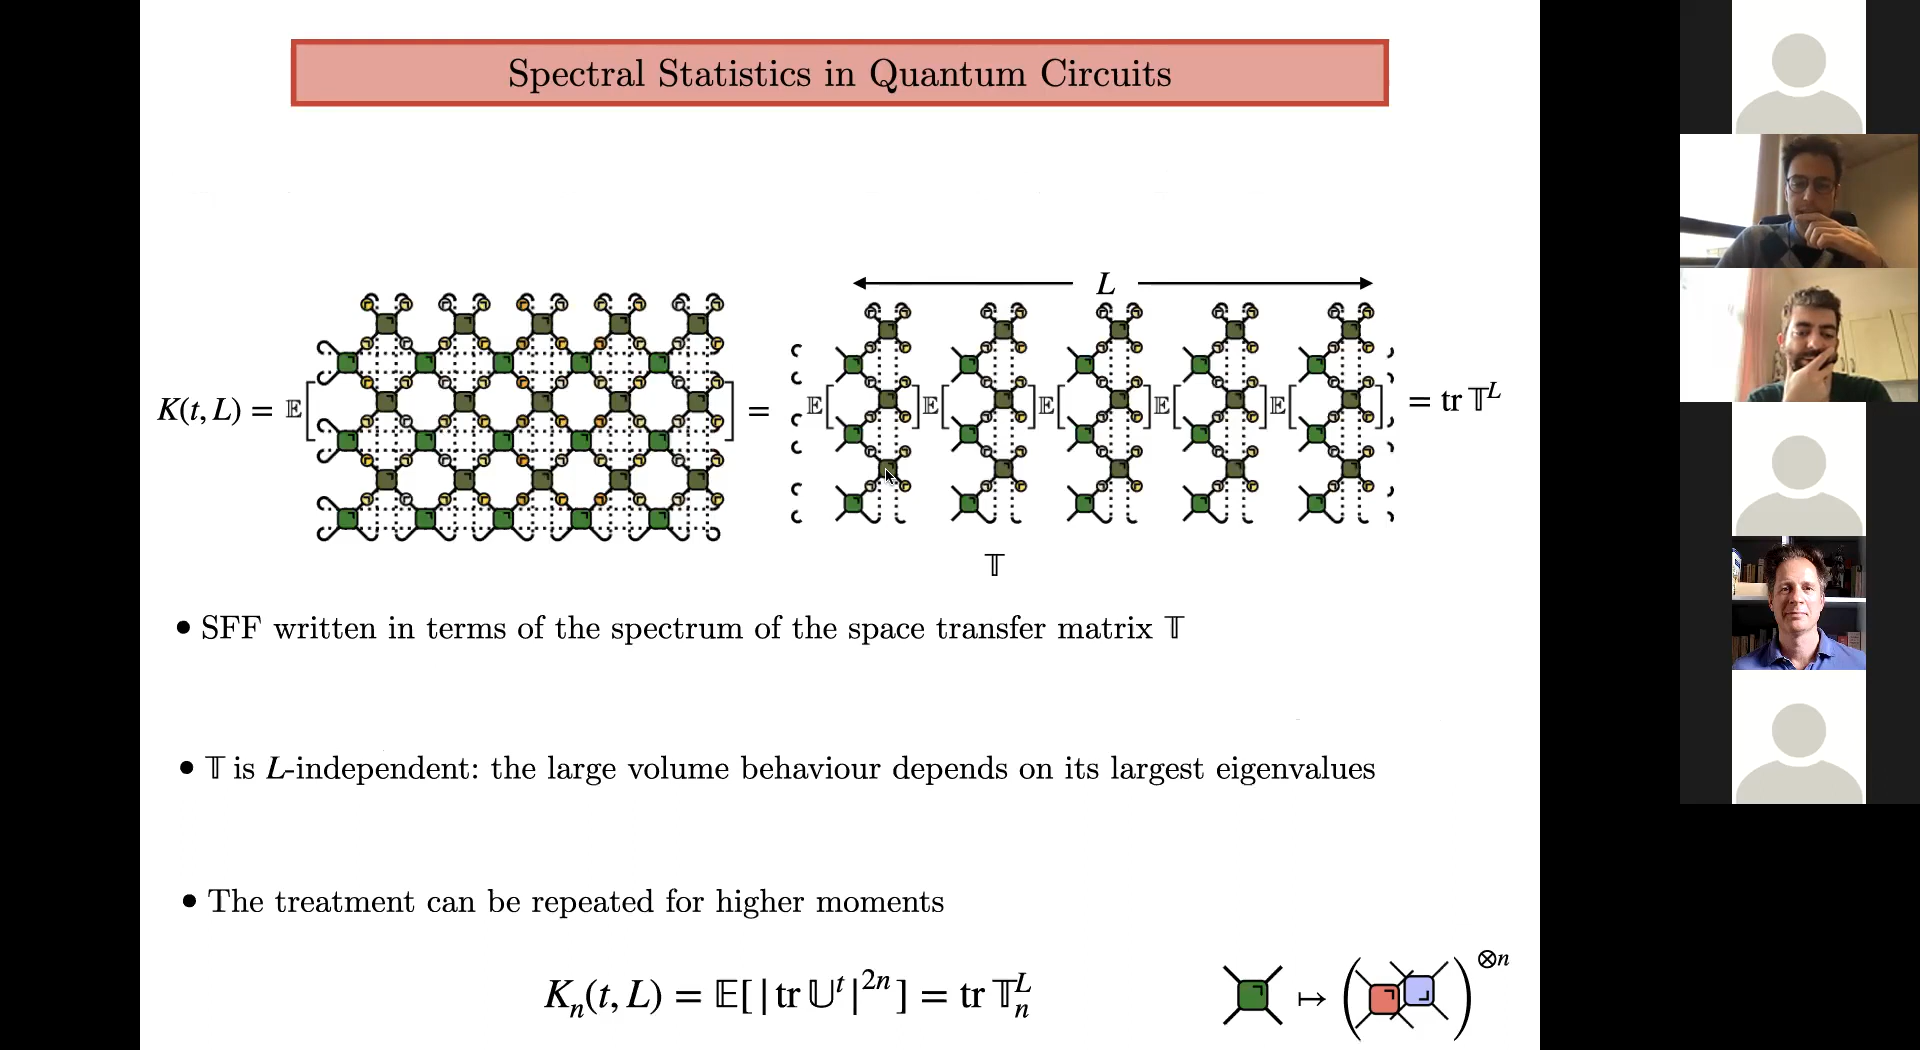 Spectral Statistics in Quantum Circuits
L
K(t, L) = 𝔼[ ] = 𝔼[ ] 𝔼[ ] 𝔼[ ] 𝔼[ ] 𝔼[ ] = tr 𝕋^L
𝕋
• SFF written in terms of the spectrum of the space transfer matrix 𝕋
• 𝕋 is L-independent: the large volume behaviour depends on its largest eigenvalues
• The treatment can be repeated for higher moments
K_n(t, L) = 𝔼[ |tr 𝕌^t|^{2n} ] = tr 𝕋_n^L ↦ ( )^{⊗n}